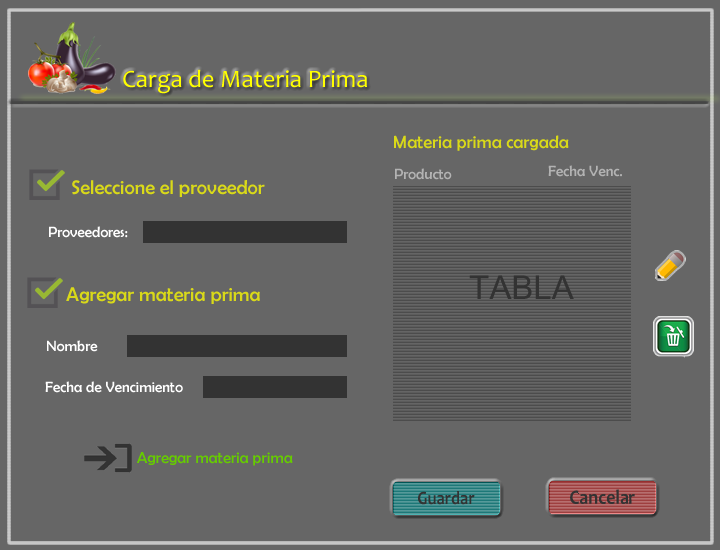 Carga de Materia Prima
Seleccione el proveedor
Proveedores:
Agregar materia prima
Nombre
Fecha de Vencimiento
Agregar materia prima
Materia prima cargada
Producto Fecha Venc.
TABLA
Guardar Cancelar